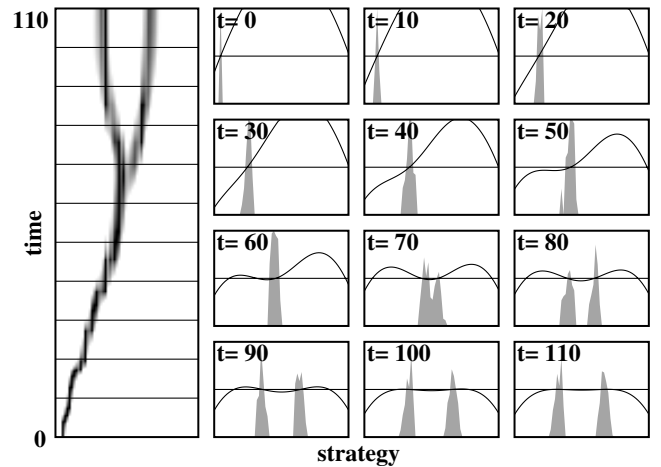 110
time
0
t= 0
t= 10
t= 20
t= 30
t= 40
t= 50
t= 60
t= 70
t= 80
t= 90
t= 100
t= 110
strategy